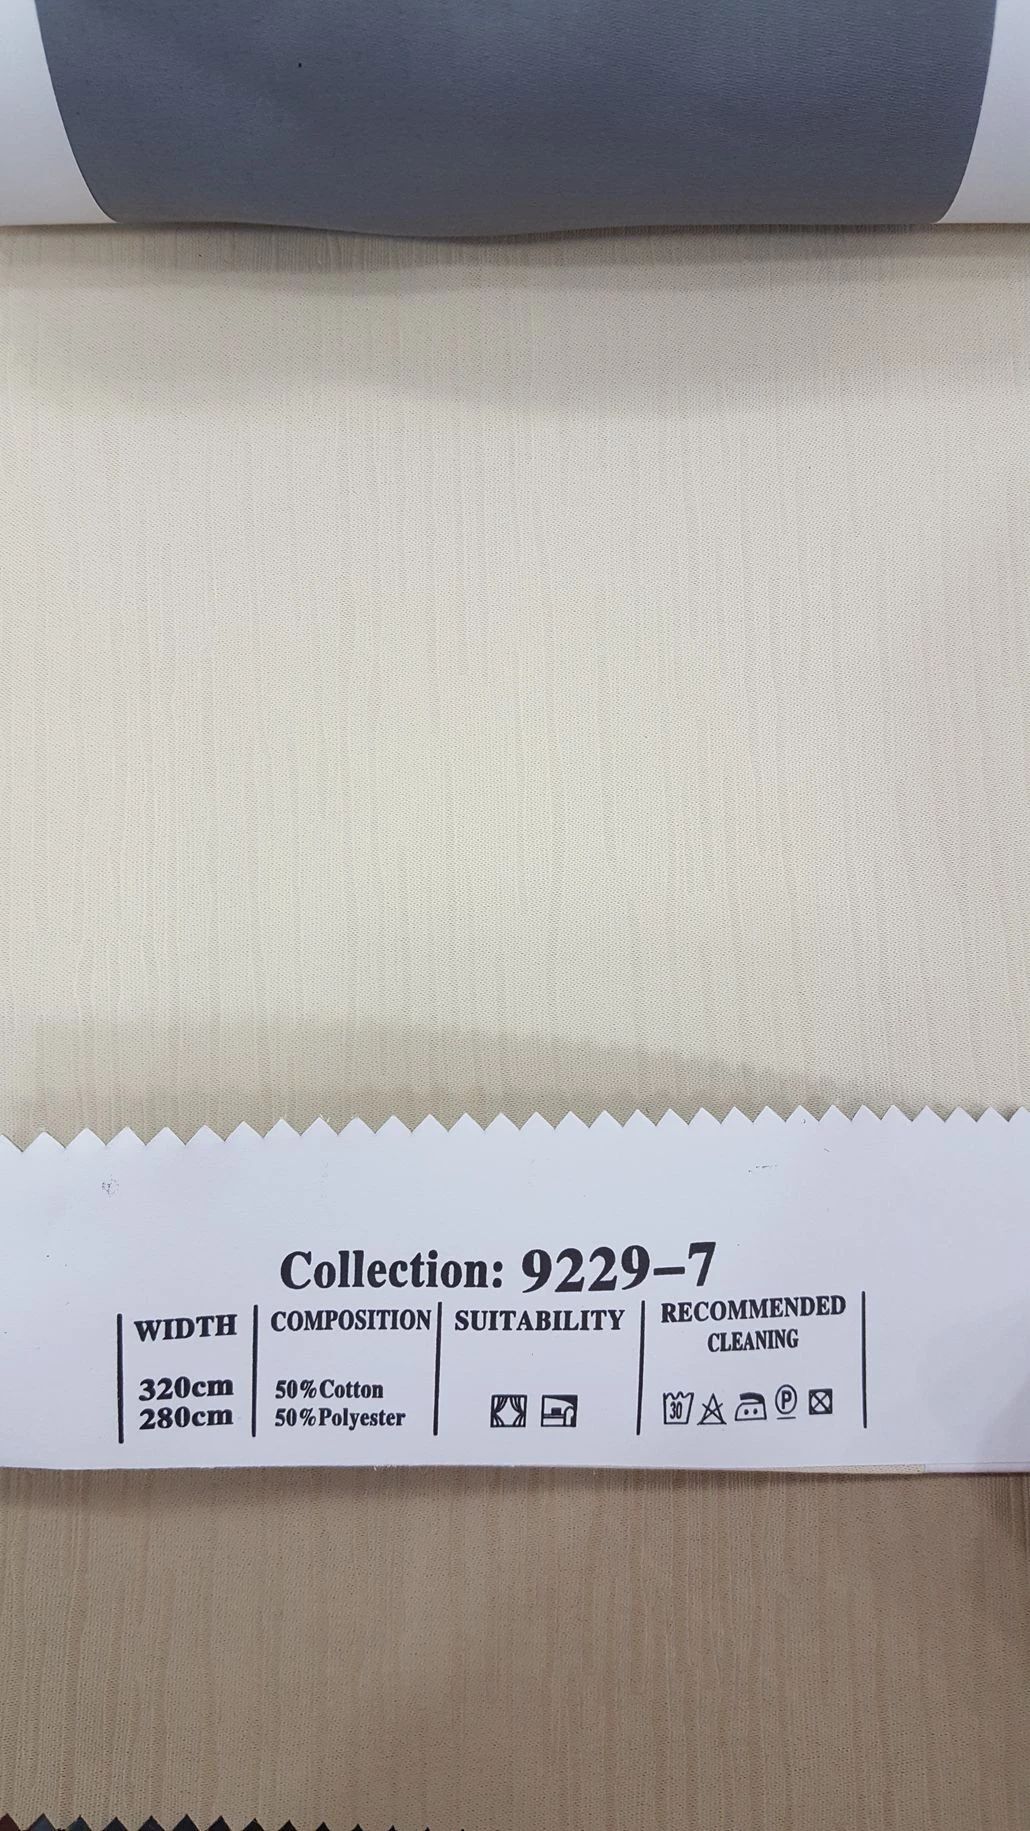 Collection: 9229-7
WIDTH
320cm
280cm
COMPOSITION
50%Cotton
50%Polyester
SUITABILITY
RECOMMENDED
CLEANING
30
P